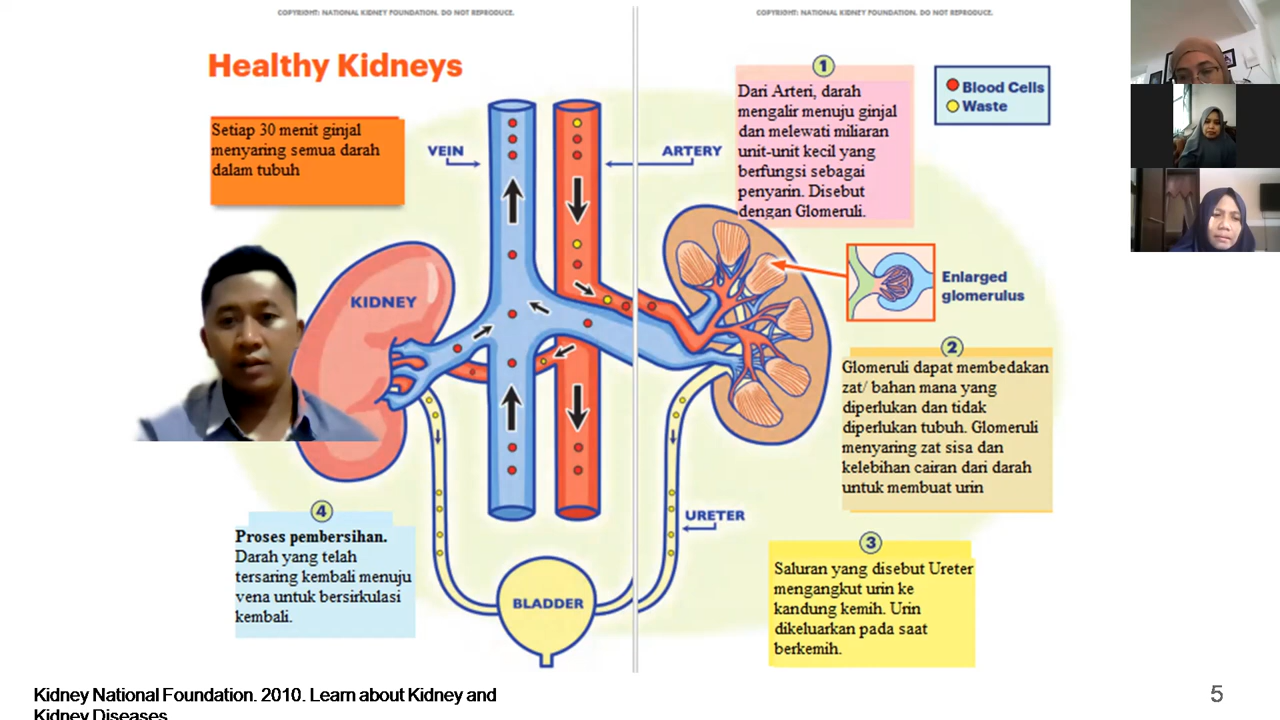 COPYRIGHT: NATIONAL KIDNEY FOUNDATION. DO NOT REPRODUCE.
COPYRIGHT: NATIONAL KIDNEY FOUNDATION. DO NOT REPRODUCE.
Healthy Kidneys
Setiap 30 menit ginjal
menyaring semua darah
dalam tubuh
VEIN
ARTERY
1
Dari Arteri, darah
mengalir menuju ginjal
dan melewati miliaran
unit-unit kecil yang
berfungsi sebagai
penyarin. Disebut
dengan Glomeruli.
Blood Cells
Waste
KIDNEY
Enlarged
glomerulus
2
Glomeruli dapat membedakan
zat/ bahan mana yang
diperlukan dan tidak
diperlukan tubuh. Glomeruli
menyaring zat sisa dan
kelebihan cairan dari darah
untuk membuat urin
4
Proses pembersihan.
Darah yang telah
tersaring kembali menuju
vena untuk bersirkulasi
kembali.
URETER
BLADDER
3
Saluran yang disebut Ureter
mengangkut urin ke
kandung kemih. Urin
dikeluarkan pada saat
berkemih.
Kidney National Foundation. 2010. Learn about Kidney and
Kidney Diseases
5